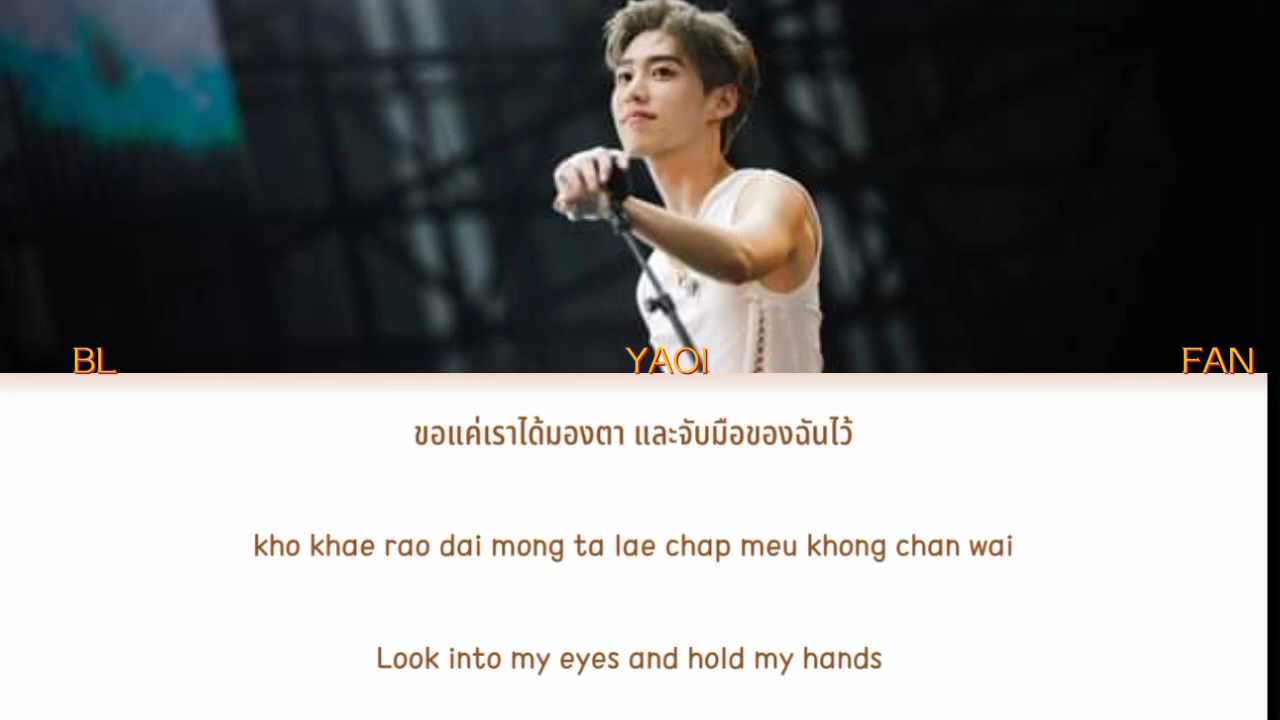 BL YAOI FAN
ขอแค่เราได้มองตา และจับมือของฉันไว้
kho khae rao dai mong ta lae chap meu khong chan wai
Look into my eyes and hold my hands